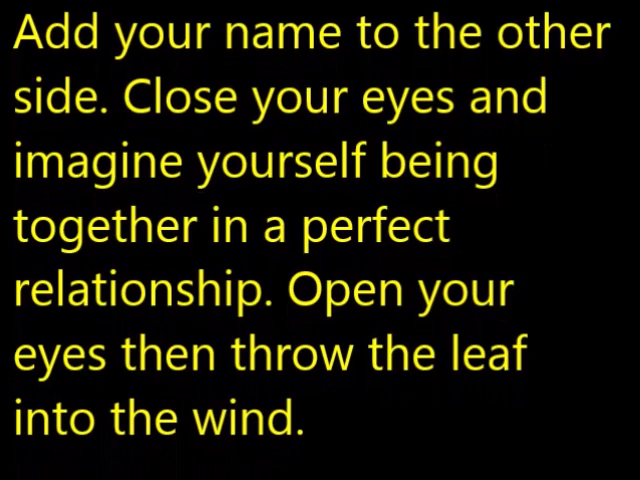 Add your name to the other
side. Close your eyes and
imagine yourself being
together in a perfect
relationship. Open your
eyes then throw the leaf
into the wind.